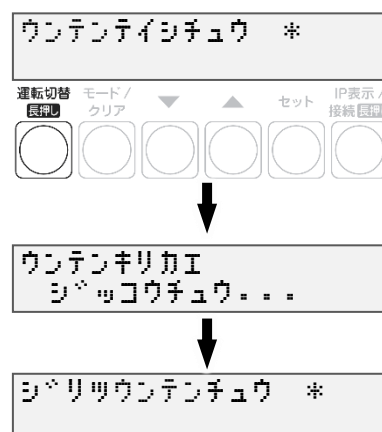 ウンテンテイシチュウ *
運転切替
長押し
モード/
クリア
▼
▲
セット
IP表示/
接続 長押し
ウンテンキリカエ
ジッコウチュウ...
ジリツウンテンチュウ *